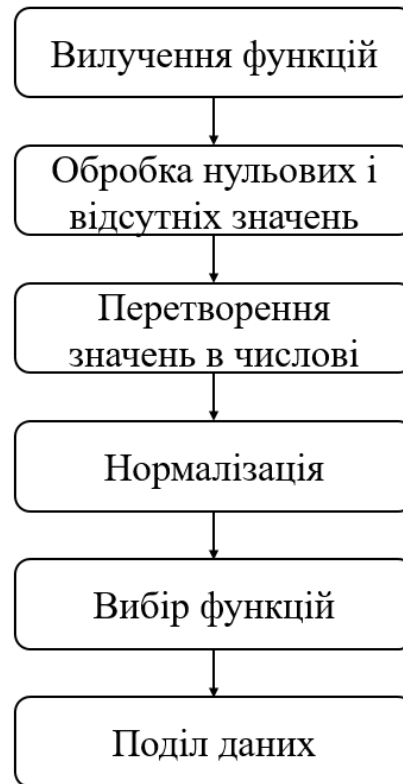 Вилучення функцій
Обробка нульових і
відсутніх значень
Перетворення
значень в числові
Нормалізація
Вибір функцій
Поділ даних